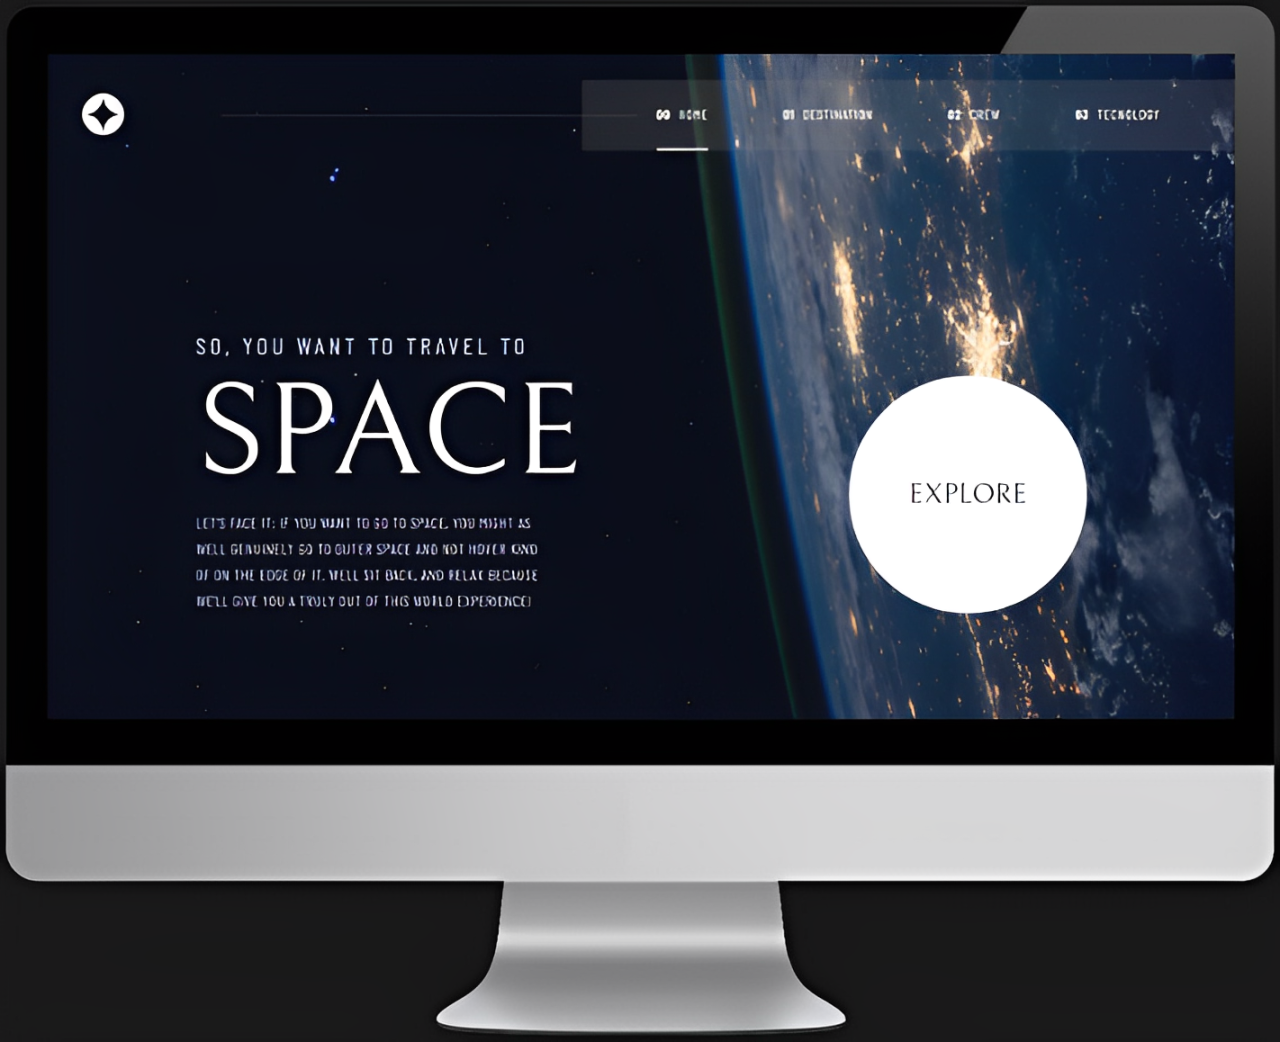 00 HOME
01 DESTINATION
02 CREW
03 TECNOLOGY
SO, YOU WANT TO TRAVEL TO
SPACE
LET'S FACE IT: IF YOU WANT TO GO TO SPACE, YOU MIGHT AS
WELL GENUINELY GO TO OUTER SPACE AND NOT HOVER KIND
OF ON THE EDGE OF IT. WELL SIT BACK, AND RELAX BECAUSE
WE'LL GIVE YOU A TRULY OUT OF THIS WORLD EXPERIENCE!
EXPLORE